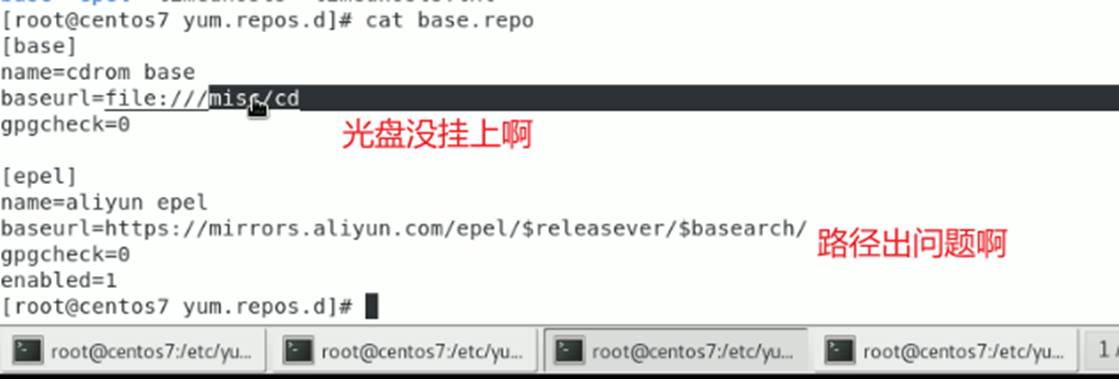 [root@centos7 yum.repos.d]# cat base.repo
[base]
name=cdrom base
baseurl=file:///misc/cd
gpgcheck=0
光盘没挂上啊
[epel]
name=aliyun epel
baseurl=https://mirrors.aliyun.com/epel/$releasever/$basearch/
路径出问题啊
gpgcheck=0
enabled=1
[root@centos7 yum.repos.d]#
root@centos7:/etc/yu... root@centos7:/etc/yu... root@centos7:/etc/yu... root@centos7:/etc/yu... 1